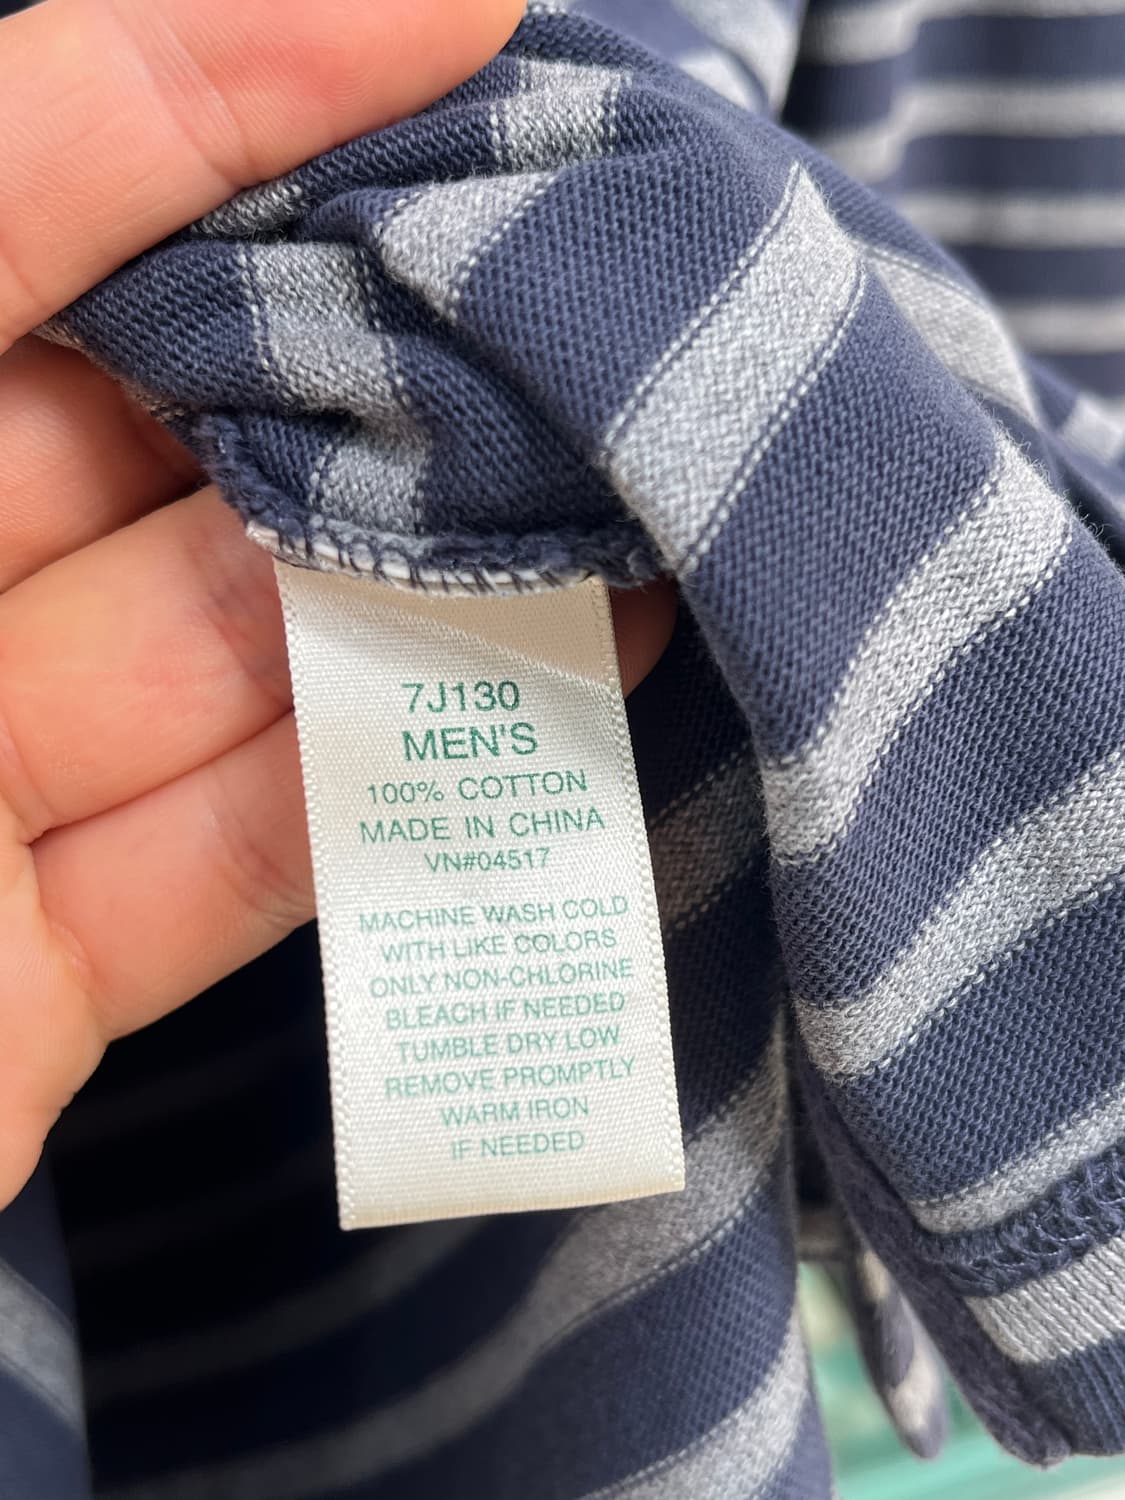 7J130
MEN'S
100% COTTON
MADE IN CHINA
VN#04517
MACHINE WASH COLD
WITH LIKE COLORS
ONLY NON-CHLORINE
BLEACH IF NEEDED
TUMBLE DRY LOW
REMOVE PROMPTLY
WARM IRON
IF NEEDED